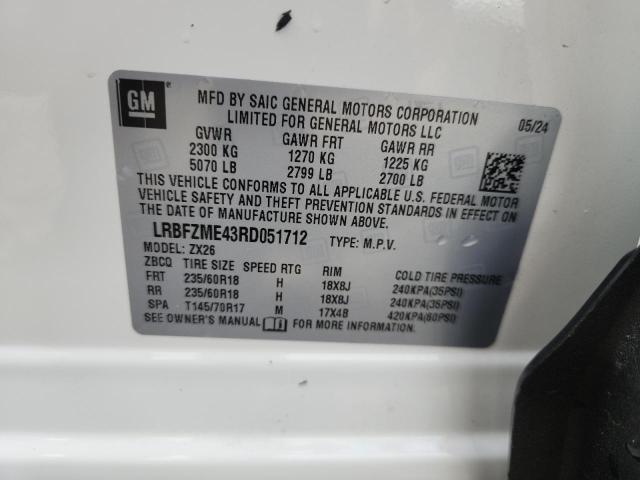 GM
MFD BY SAIC GENERAL MOTORS CORPORATION
LIMITED FOR GENERAL MOTORS LLC
05/24
GVWR GAWR FRT GAWR RR
2300 KG 1270 KG 1225 KG
5070 LB 2799 LB 2700 LB
THIS VEHICLE CONFORMS TO ALL APPLICABLE U.S. FEDERAL MOTOR
VEHICLE SAFETY AND THEFT PREVENTION STANDARDS IN EFFECT ON
THE DATE OF MANUFACTURE SHOWN ABOVE.
LRBFZME43RD051712 TYPE: M.P.V.
MODEL: ZX26
ZBCQ TIRE SIZE SPEED RTG RIM COLD TIRE PRESSURE
FRT 235/60R18 H 18X8J 240KPA(35PSI)
RR 235/60R18 H 18X8J 240KPA(35PSI)
SPA T145/70R17 M 17X4B 420KPA(60PSI)
SEE OWNER'S MANUAL FOR MORE INFORMATION.